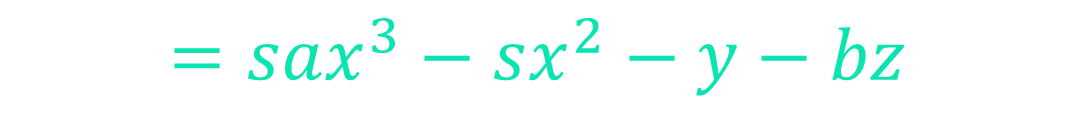 = sax³ − sx² − y − bz